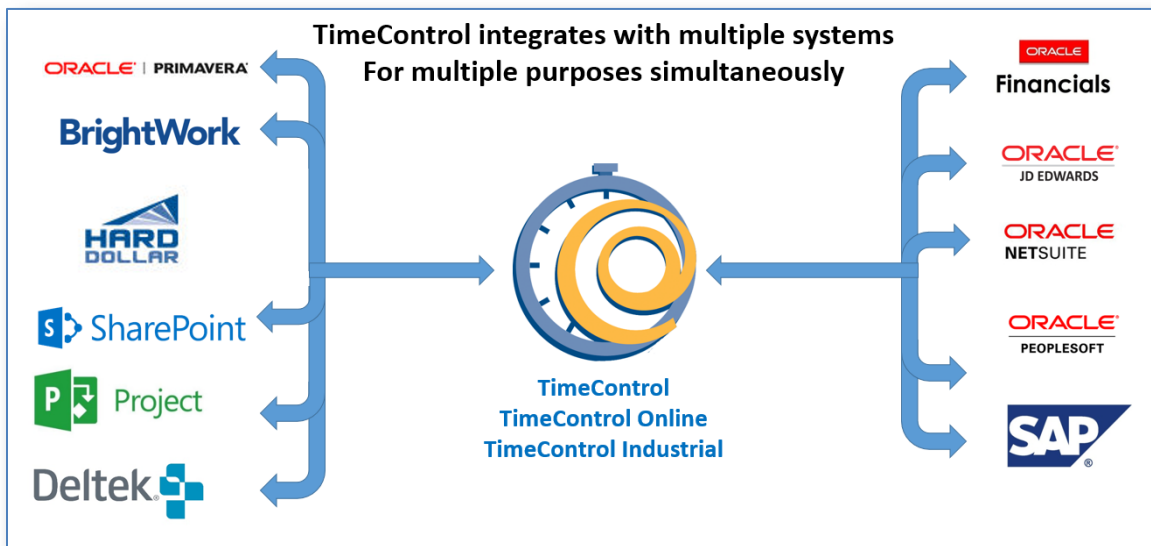 TimeControl integrates with multiple systems
For multiple purposes simultaneously
ORACLE | PRIMAVERA
BrightWork
HARD
DOLLAR
S SharePoint
P Project
Deltek
TimeControl
TimeControl Online
TimeControl Industrial
ORACLE
Financials
ORACLE®
JD EDWARDS
ORACLE®
NETSUITE
ORACLE®
PEOPLESOFT
SAP®